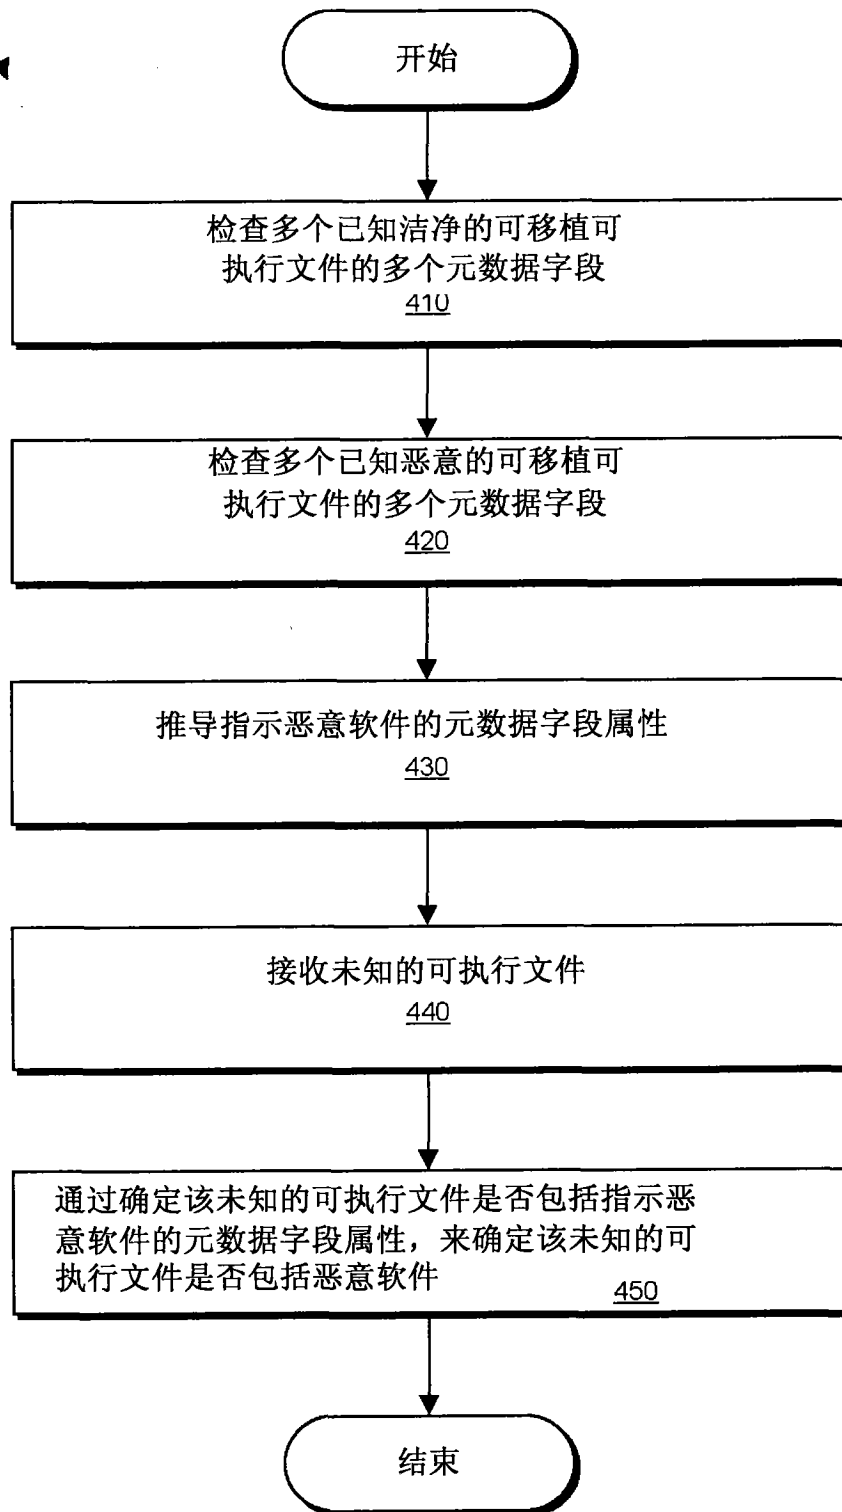 开始
检查多个已知洁净的可移植可
执行文件的多个元数据字段
410
检查多个已知恶意的可移植可
执行文件的多个元数据字段
420
推导指示恶意软件的元数据字段属性
430
接收未知的可执行文件
440
通过确定该未知的可执行文件是否包括指示恶
意软件的元数据字段属性，来确定该未知的可
执行文件是否包括恶意软件
450
结束